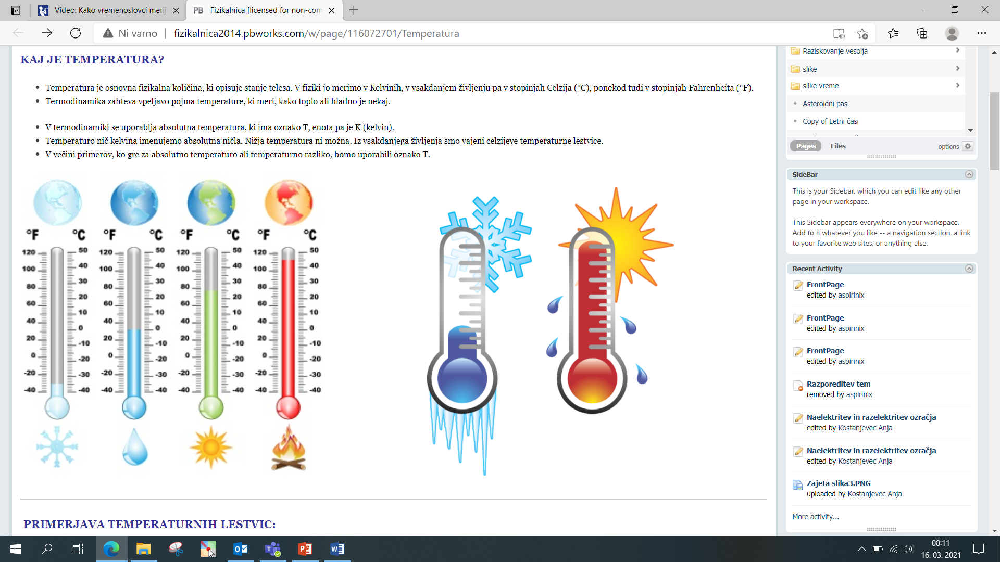 Video: Kako vremenoslovci merij
PB Fizikalnica [licensed for non-com
Ni varno
fizikalnica2014.pbworks.com/w/page/116072701/Temperatura
KAJ JE TEMPERATURA?
Temperatura je osnovna fizikalna količina, ki opisuje stanje telesa. V fiziki jo merimo v Kelvinih, v vsakdanjem življenju pa v stopinjah Celzija (°C), ponekod tudi v stopinjah Fahrenheita (°F).
Termodinamika zahteva vpeljavo pojma temperature, ki meri, kako toplo ali hladno je nekaj.
V termodinamiki se uporablja absolutna temperatura, ki ima oznako T, enota pa je K (kelvin).
Temperaturo nič kelvina imenujemo absolutna ničla. Nižja temperatura ni možna. Iz vsakdanjega življenja smo vajeni celzijeve temperaturne lestvice.
V večini primerov, ko gre za absolutno temperaturo ali temperaturno razliko, bomo uporabili oznako T.
°F °C °F °C °F °C °F °C
120 50 120 50 120 50 120 50
100 40 100 40 100 40 100 40
80 30 80 30 80 30 80 30
60 20 60 20 60 20 60 20
40 10 40 10 40 10 40 10
20 0 20 0 20 0 20 0
0 -10 0 -10 0 -10 0 -10
-20 -20 -20 -20
-20 -30 -20 -30 -20 -30 -20 -30
-40 -40 -40 -40 -40 -40 -40 -40
PRIMERJAVA TEMPERATURNIH LESTVIC:
Raziskovanje vesolja
slike
slike vreme
Asteroidni pas
Copy of Letni časi
Pages Files options
SideBar
This is your Sidebar, which you can edit like any other
page in your workspace.
This Sidebar appears everywhere on your workspace.
Add to it whatever you like -- a navigation section, a link
to your favorite web sites, or anything else.
Recent Activity
FrontPage
edited by aspirinix
FrontPage
edited by aspirinix
FrontPage
edited by aspirinix
Razporeditev tem
removed by aspirinix
Naelektritev in razelektritev ozračja
edited by Kostanjevec Anja
Naelektritev in razelektritev ozračja
edited by Kostanjevec Anja
Zajeta slika3.PNG
uploaded by Kostanjevec Anja
More activity...
08:11
16. 03. 2021